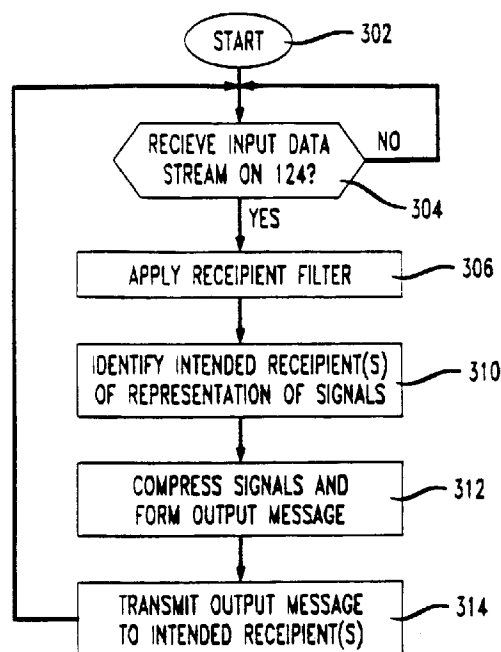 START
302
RECIEVE INPUT DATA
STREAM ON 124?
NO
304
YES
APPLY RECEIPIENT FILTER
306
IDENTIFY INTENDED RECEIPIENT(S)
OF REPRESENTATION OF SIGNALS
310
COMPRESS SIGNALS AND
FORM OUTPUT MESSAGE
312
TRANSMIT OUTPUT MESSAGE
TO INTENDED RECEIPIENT(S)
314